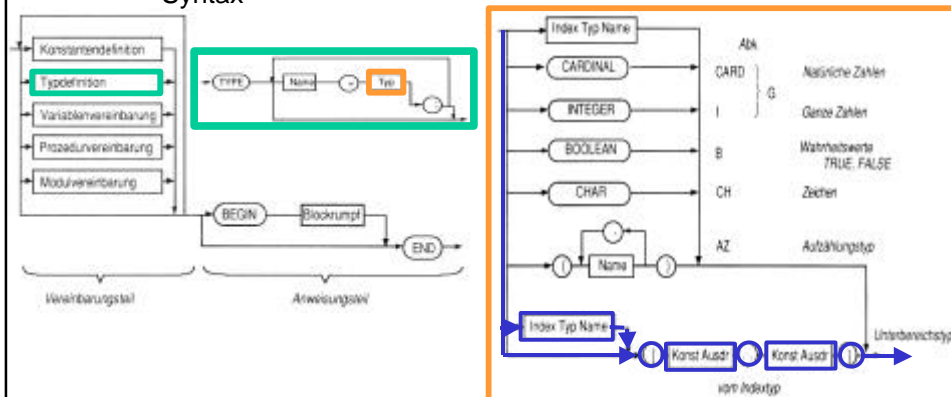 Syntax
Konstantendefinition
Typdefinition
Variablenvereinbarung
Prozedurvereinbarung
Modulvereinbarung
TYPE
Name
=
Typ
;
BEGIN
Blockrumpf
END
Vereinbarungsteil
Anweisungsteil
Index Typ Name
Abk
CARDINAL
CARD
Natürliche Zahlen
G
INTEGER
I
Ganze Zahlen
BOOLEAN
B
Wahrheitswerte
TRUE, FALSE
CHAR
CH
Zeichen
,
AZ
Aufzählungstyp
( Name )
Index Typ Name
Unterbereichstyp
[ Konst Ausdr Konst Ausdr ]
vom Indextyp